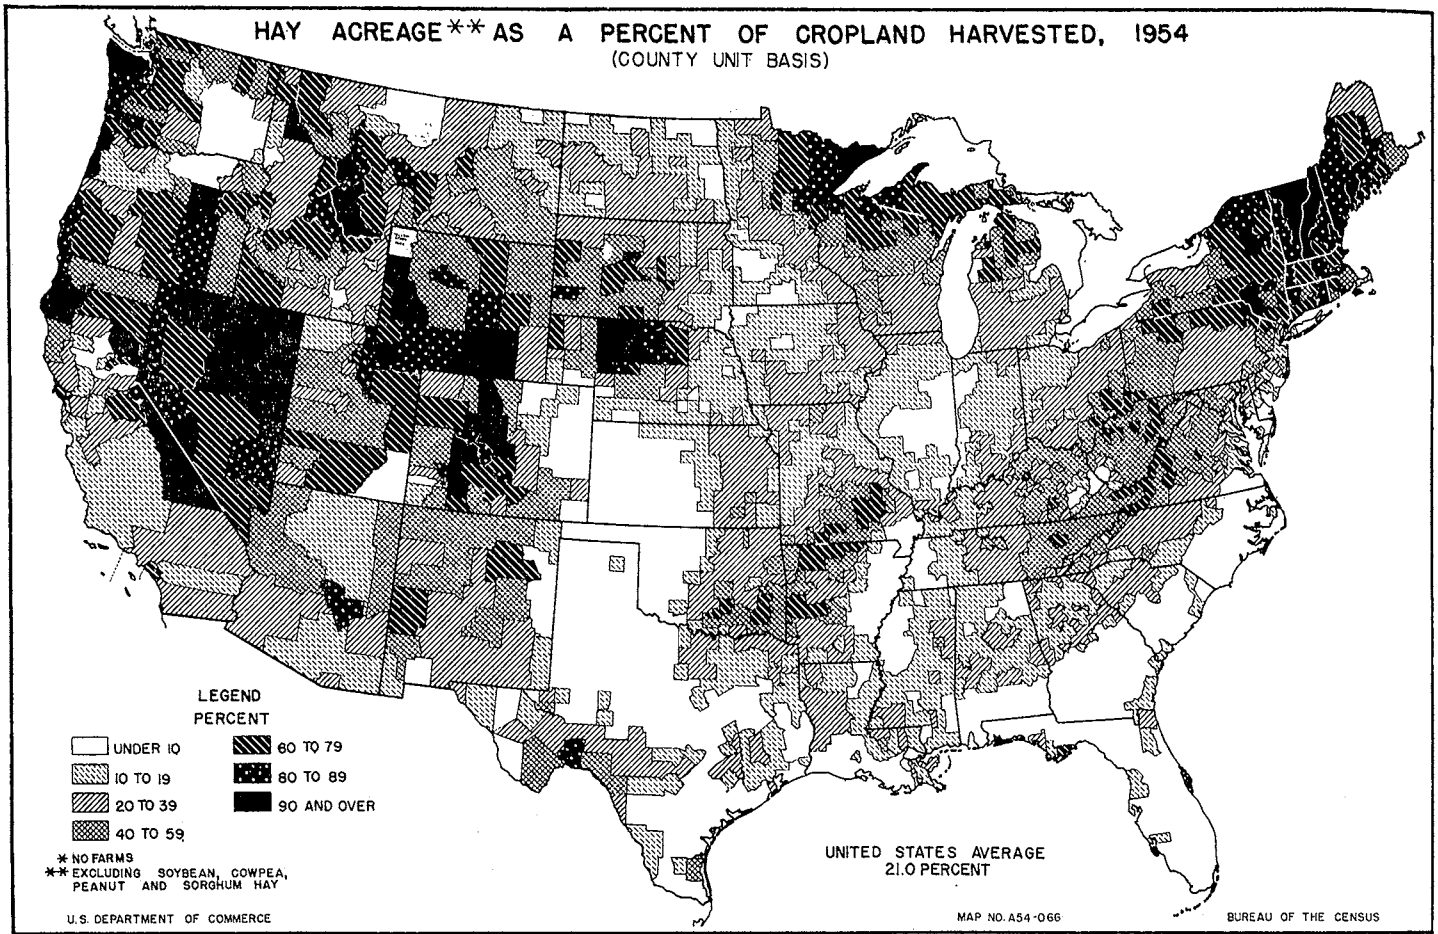 HAY ACREAGE** AS A PERCENT OF CROPLAND HARVESTED, 1954
(COUNTY UNIT BASIS)
LEGEND
PERCENT
UNDER 10
10 TO 19
20 TO 39
40 TO 59
60 TO 79
80 TO 89
90 AND OVER
* NO FARMS
** EXCLUDING SOYBEAN, COWPEA,
PEANUT AND SORGHUM HAY
UNITED STATES AVERAGE
21.0 PERCENT
U.S. DEPARTMENT OF COMMERCE
MAP NO. A54-066
BUREAU OF THE CENSUS